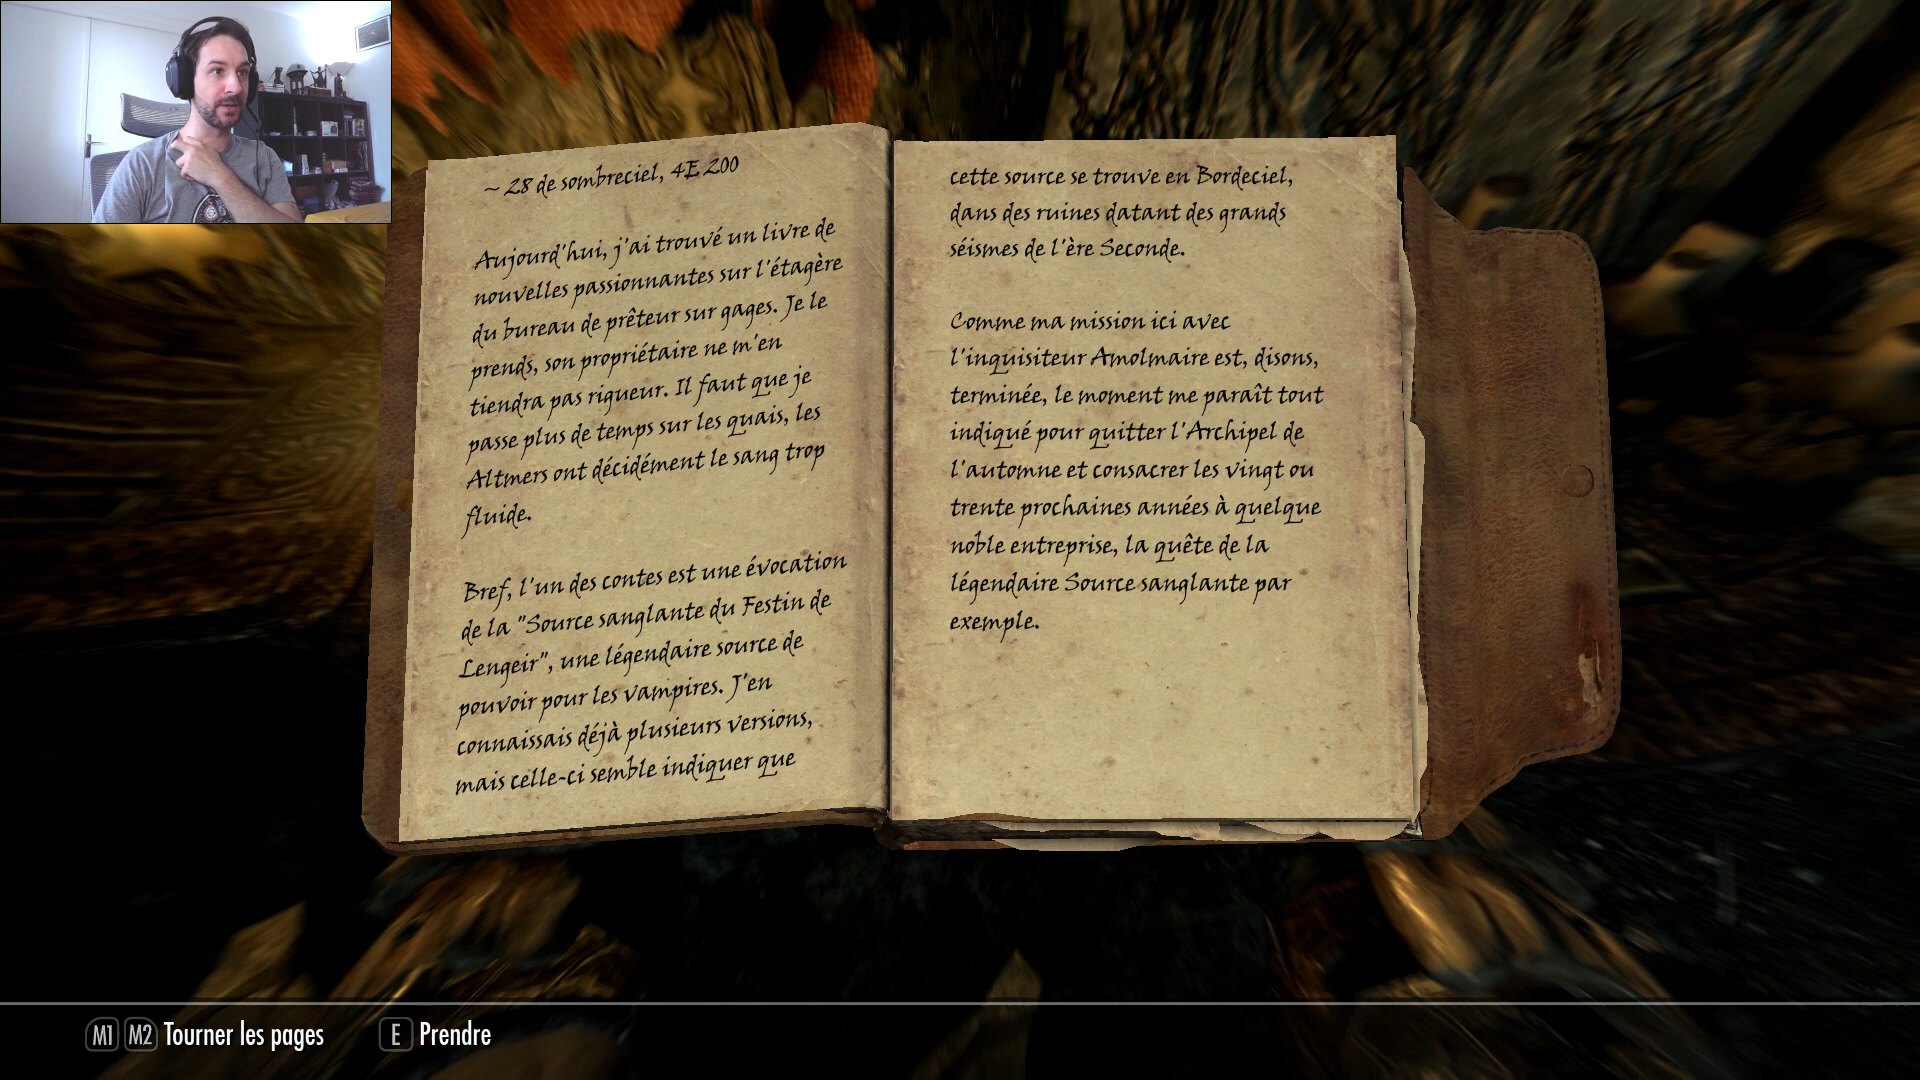 ~ 28 de sombreciel, 4E 200
Aujourd'hui, j'ai trouvé un livre de
nouvelles passionnantes sur l'étagère
du bureau de prêteur sur gages. Je le
prends, son propriétaire ne m'en
tiendra pas rigueur. Il faut que je
passe plus de temps sur les quais, les
Altmers ont décidément le sang trop
fluide.
Bref, l'un des contes est une évocation
de la "Source sanglante du Festin de
Lengeir", une légendaire source de
pouvoir pour les vampires. J'en
connaissais déjà plusieurs versions,
mais celle-ci semble indiquer que
cette source se trouve en Bordeciel,
dans des ruines datant des grands
séismes de l'ère Seconde.
Comme ma mission ici avec
l'inquisiteur Amolmaire est, disons,
terminée, le moment me paraît tout
indiqué pour quitter l'Archipel de
l'automne et consacrer les vingt ou
trente prochaines années à quelque
noble entreprise, la quête de la
légendaire Source sanglante par
exemple.
M1 M2 Tourner les pages E Prendre